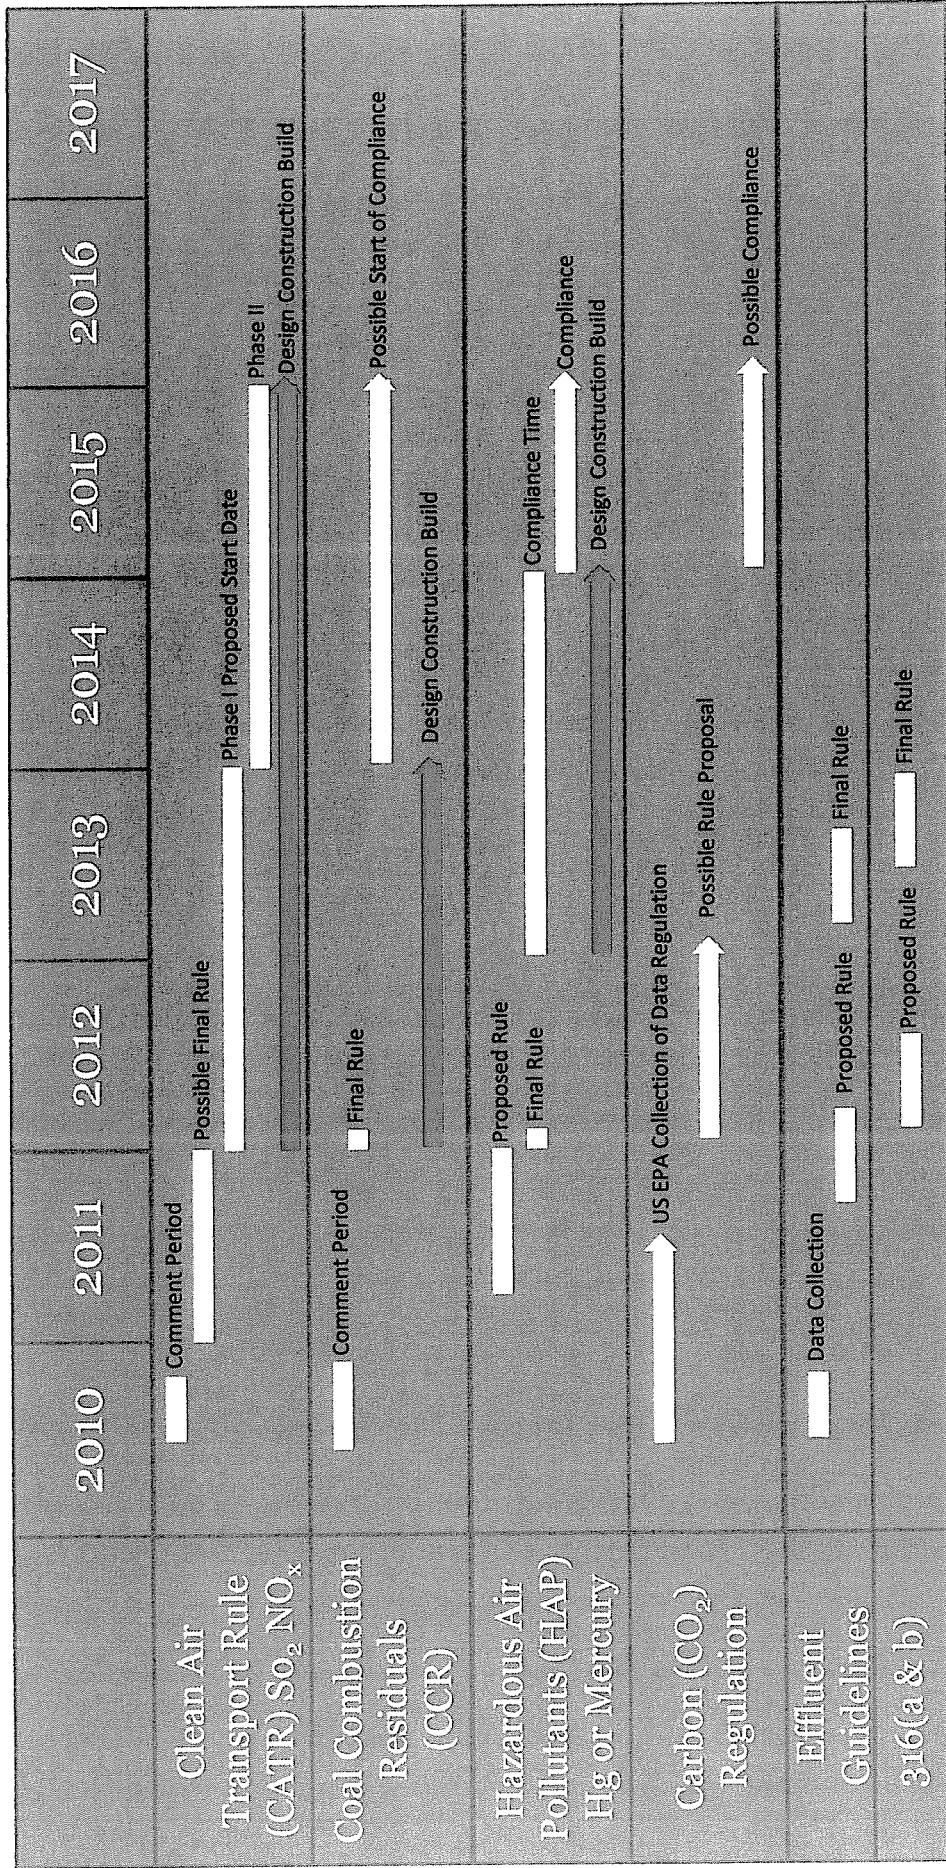 2010
2011
2012
2013
2014
2015
2016
2017
Clean Air
Transport Rule
(CATR) So₂ NOₓ
Comment Period
Possible Final Rule
Phase I Proposed Start Date
Phase II
Design Construction Build
Coal Combustion
Residuals
(CCR)
Comment Period
Final Rule
Possible Start of Compliance
Design Construction Build
Hazardous Air
Pollutants (HAP)
Hg or Mercury
Proposed Rule
Final Rule
Compliance Time
Compliance
Design Construction Build
Carbon (CO₂)
Regulation
US EPA Collection of Data Regulation
Possible Rule Proposal
Possible Compliance
Effluent
Guidelines
Data Collection
Proposed Rule
Final Rule
316(a & b)
Proposed Rule
Final Rule